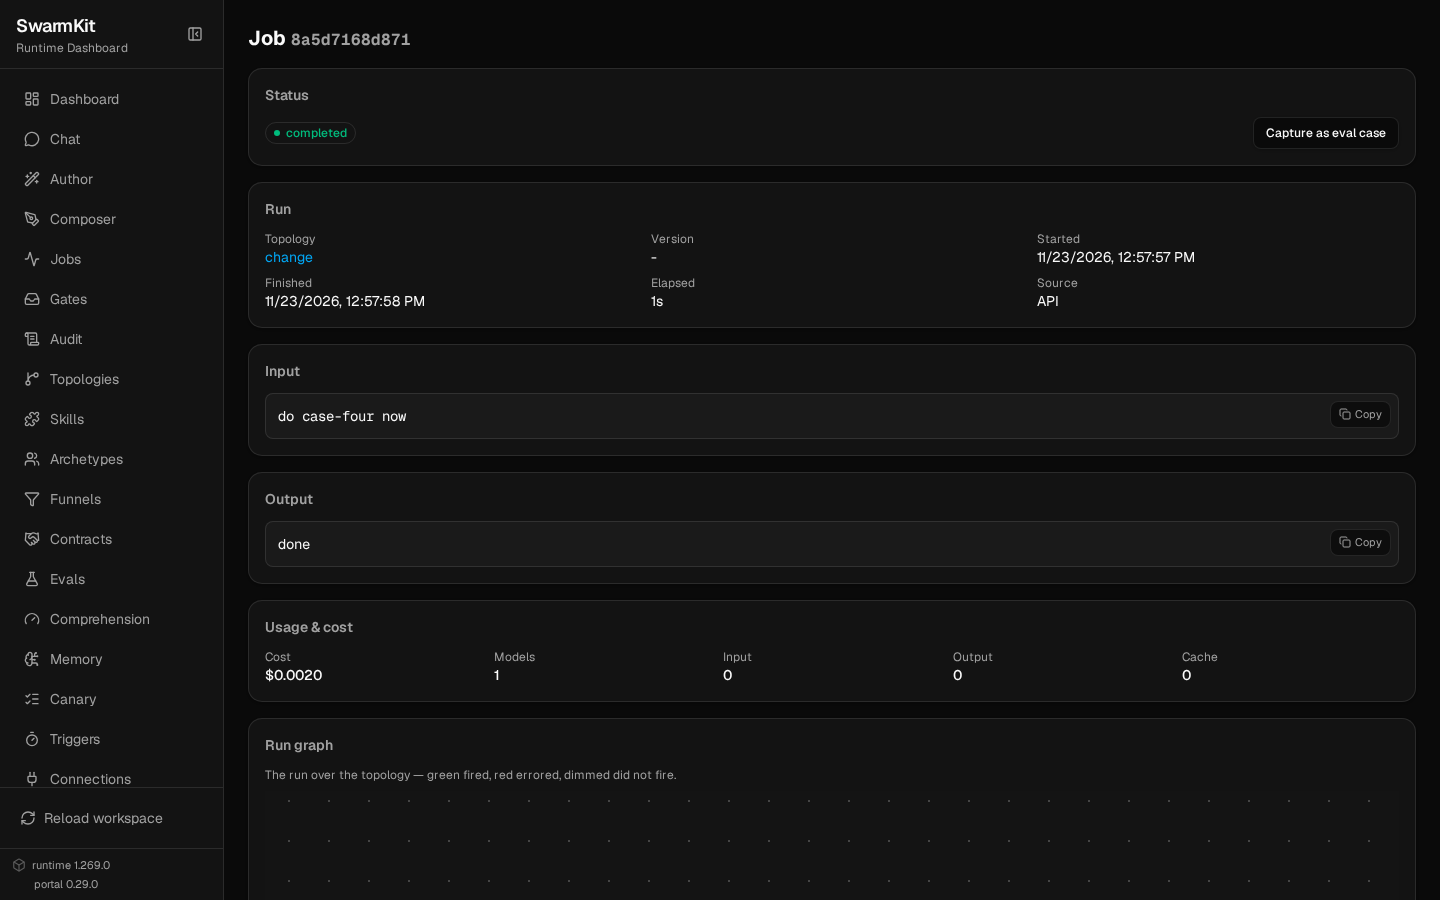 SwarmKit
Runtime Dashboard
Dashboard
Chat
Author
Composer
Jobs
Gates
Audit
Topologies
Skills
Archetypes
Funnels
Contracts
Evals
Comprehension
Memory
Canary
Triggers
Connections
Reload workspace
runtime 1.269.0
portal 0.29.0
Job 8a5d7168d871
Status
completed
Capture as eval case
Run
Topology
change
Version
-
Started
11/23/2026, 12:57:57 PM
Finished
11/23/2026, 12:57:58 PM
Elapsed
1s
Source
API
Input
do case-four now
Copy
Output
done
Copy
Usage & cost
Cost
$0.0020
Models
1
Input
0
Output
0
Cache
0
Run graph
The run over the topology — green fired, red errored, dimmed did not fire.